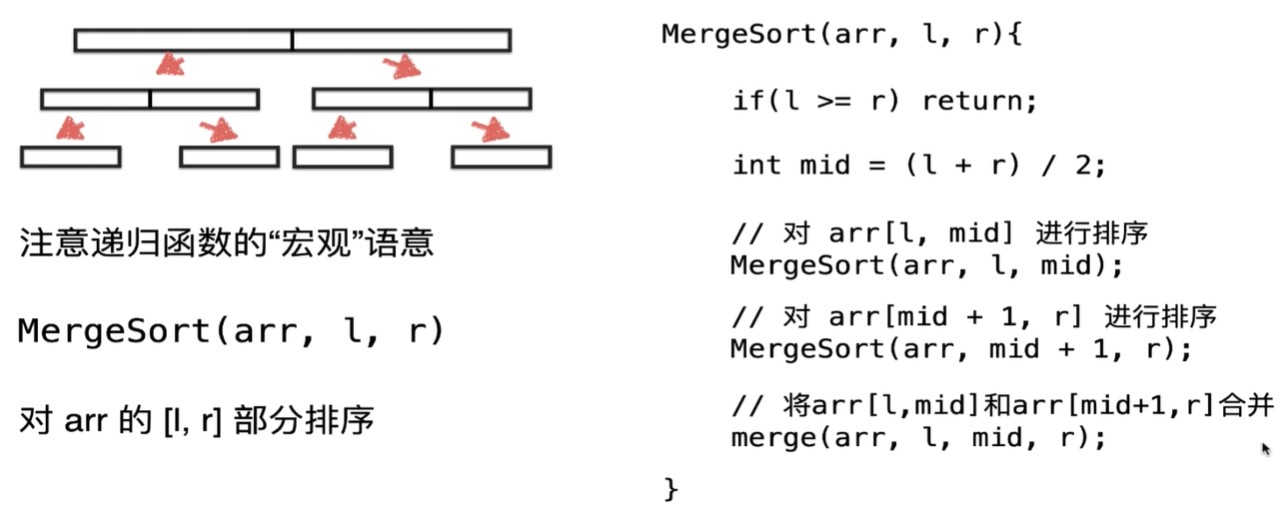 注意递归函数的“宏观”语意
MergeSort(arr, l, r)
对 arr 的 [l, r] 部分排序
MergeSort(arr, l, r){
if(l >= r) return;
int mid = (l + r) / 2;
// 对 arr[l, mid] 进行排序
MergeSort(arr, l, mid);
// 对 arr[mid + 1, r] 进行排序
MergeSort(arr, mid + 1, r);
// 将arr[l,mid]和arr[mid+1,r]合并
merge(arr, l, mid, r);
}